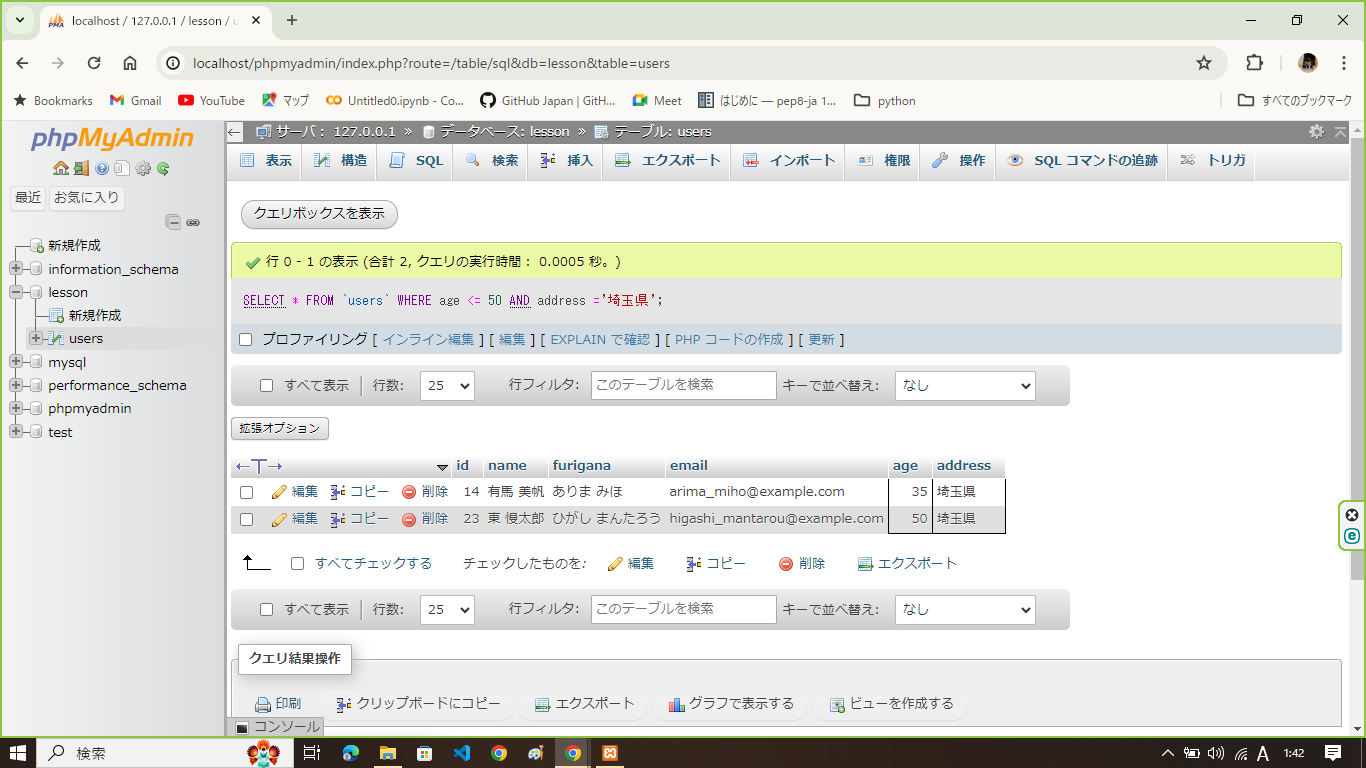 localhost / 127.0.0.1 / lesson / u
localhost/phpmyadmin/index.php?route=/table/sql&db=lesson&table=users
Bookmarks Gmail YouTube マップ Untitled0.ipynb - Co... GitHub Japan | GitH... Meet はじめに — pep8-ja 1... python すべてのブックマーク
phpMyAdmin
最近 お気に入り
新規作成
information_schema
lesson
新規作成
users
mysql
performance_schema
phpmyadmin
test
サーバ: 127.0.0.1 » データベース: lesson » テーブル: users
表示 構造 SQL 検索 挿入 エクスポート インポート 権限 操作 SQL コマンドの追跡 トリガ
クエリボックスを表示
行 0 - 1 の表示 (合計 2, クエリの実行時間: 0.0005 秒。)
SELECT * FROM `users` WHERE age <= 50 AND address ='埼玉県';
プロファイリング [ インライン編集 ] [ 編集 ] [ EXPLAIN で確認 ] [ PHP コードの作成 ] [ 更新 ]
すべて表示 行数: 25 行フィルタ: このテーブルを検索 キーで並べ替え: なし
拡張オプション
←T→ id name furigana email age address
編集 コピー 削除 14 有馬 美帆 ありま みほ arima_miho@example.com 35 埼玉県
編集 コピー 削除 23 東 慢太郎 ひがし まんたろう higashi_mantarou@example.com 50 埼玉県
すべてチェックする チェックしたものを: 編集 コピー 削除 エクスポート
すべて表示 行数: 25 行フィルタ: このテーブルを検索 キーで並べ替え: なし
クエリ結果操作
印刷 クリップボードにコピー エクスポート グラフで表示する ビューを作成する
コンソール
検索 A 1:42